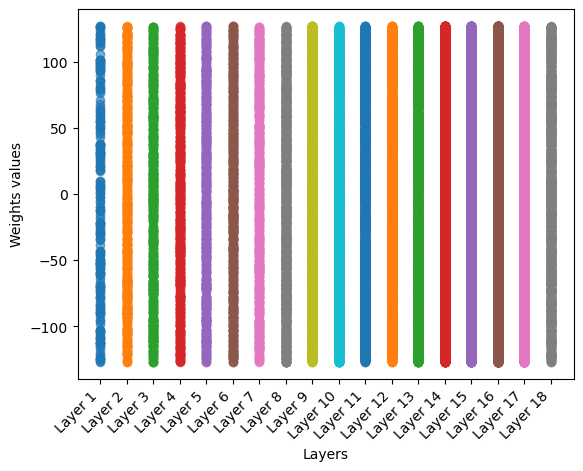 100
50
0
−50
−100
Weights values
Layer 1
Layer 2
Layer 3
Layer 4
Layer 5
Layer 6
Layer 7
Layer 8
Layer 9
Layer 10
Layer 11
Layer 12
Layer 13
Layer 14
Layer 15
Layer 16
Layer 17
Layer 18
Layers